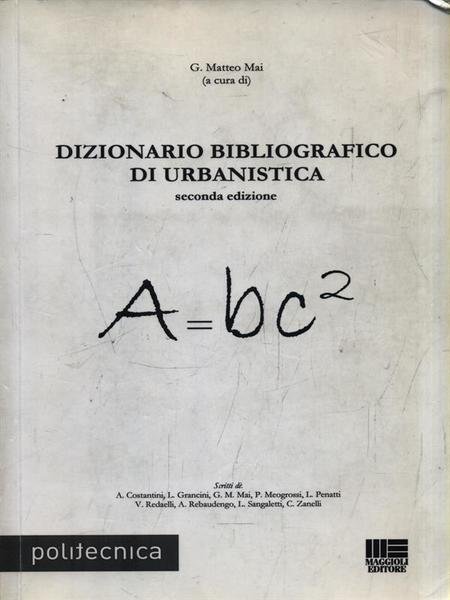 G. Matteo Mai
(a cura di)
DIZIONARIO BIBLIOGRAFICO
DI URBANISTICA
seconda edizione
A = bc²
Scritti di:
A. Costantini, L. Grancini, G. M. Mai, P. Meogrossi, L. Penatti
V. Redaelli, A. Rebaudengo, L. Sangaletti, C. Zanelli
politecnica
MAGGIOLI
EDITORE